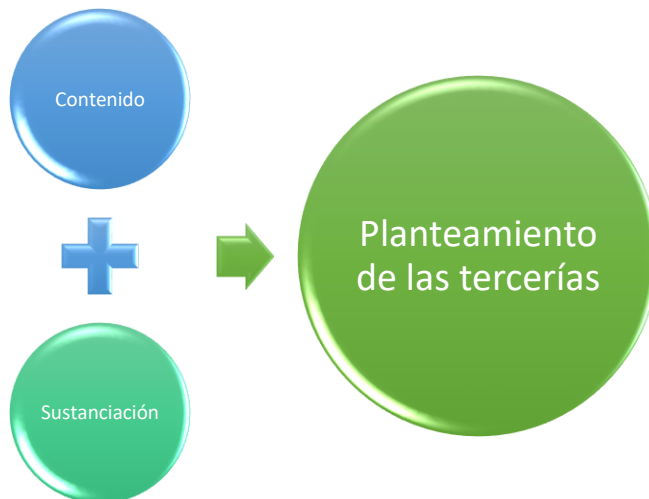 Contenido
Sustanciación
Planteamiento
de las tercerías